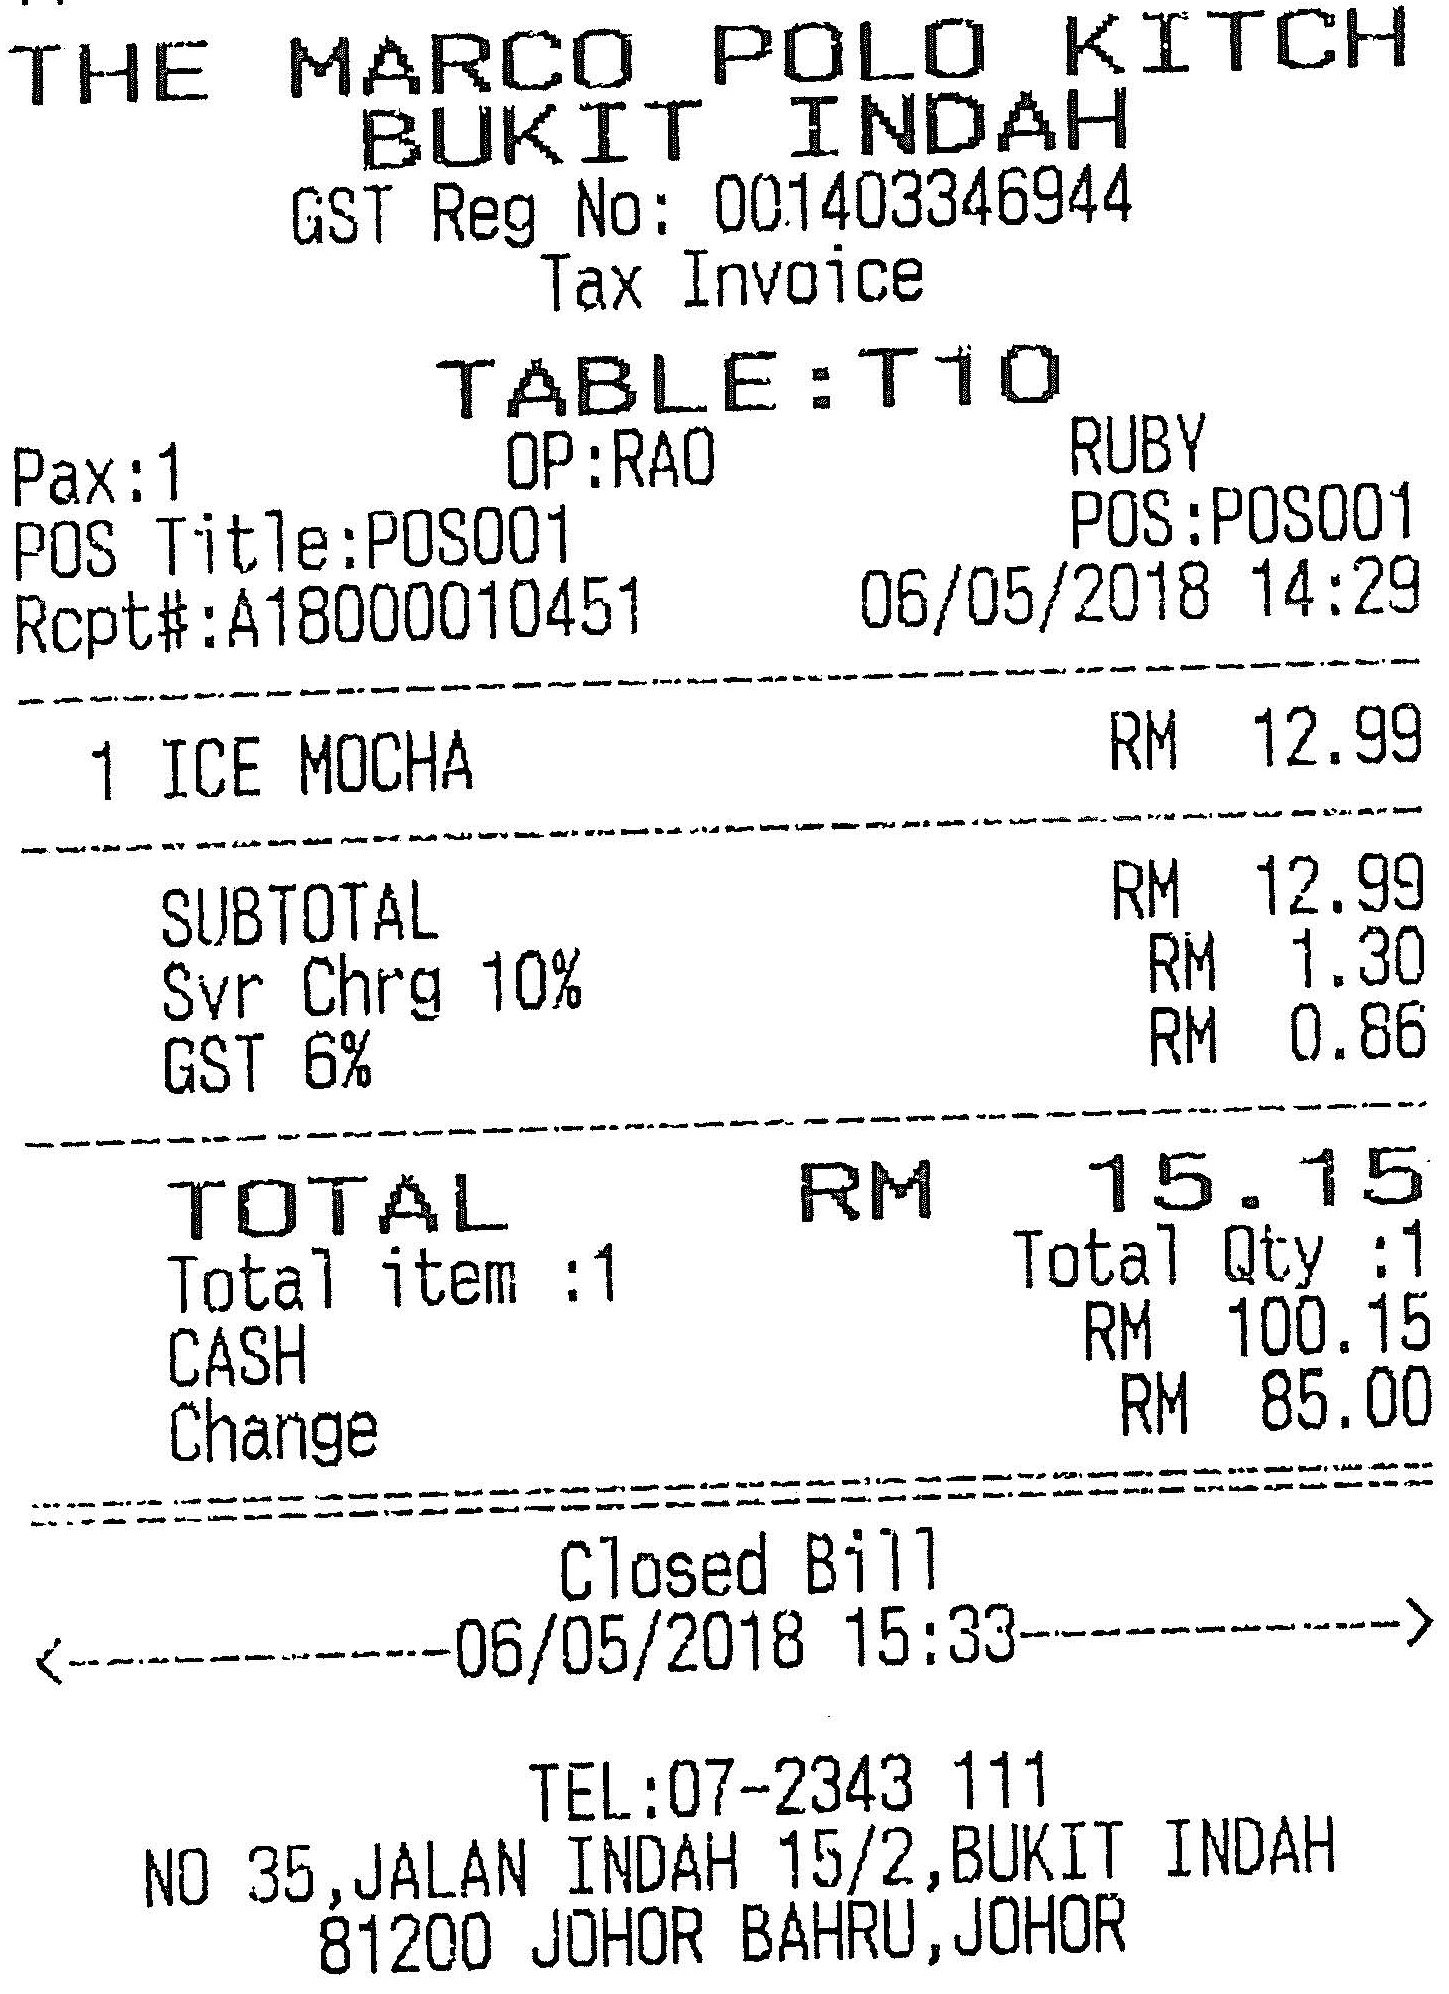 THE MARCO POLO KITCH
BUKIT INDAH
GST Reg No: 001403346944
Tax Invoice
TABLE:T10
Pax:1 OP:RAO RUBY
POS Title:POS001 POS:POS001
Rcpt#:A18000010451 06/05/2018 14:29
1 ICE MOCHA RM 12.99
SUBTOTAL RM 12.99
Svr Chrg 10% RM 1.30
GST 6% RM 0.86
TOTAL RM 15.15
Total item :1 Total Qty :1
CASH RM 100.15
Change RM 85.00
Closed Bill
<-----------06/05/2018 15:33----------->
TEL:07-2343 111
NO 35,JALAN INDAH 15/2,BUKIT INDAH
81200 JOHOR BAHRU,JOHOR